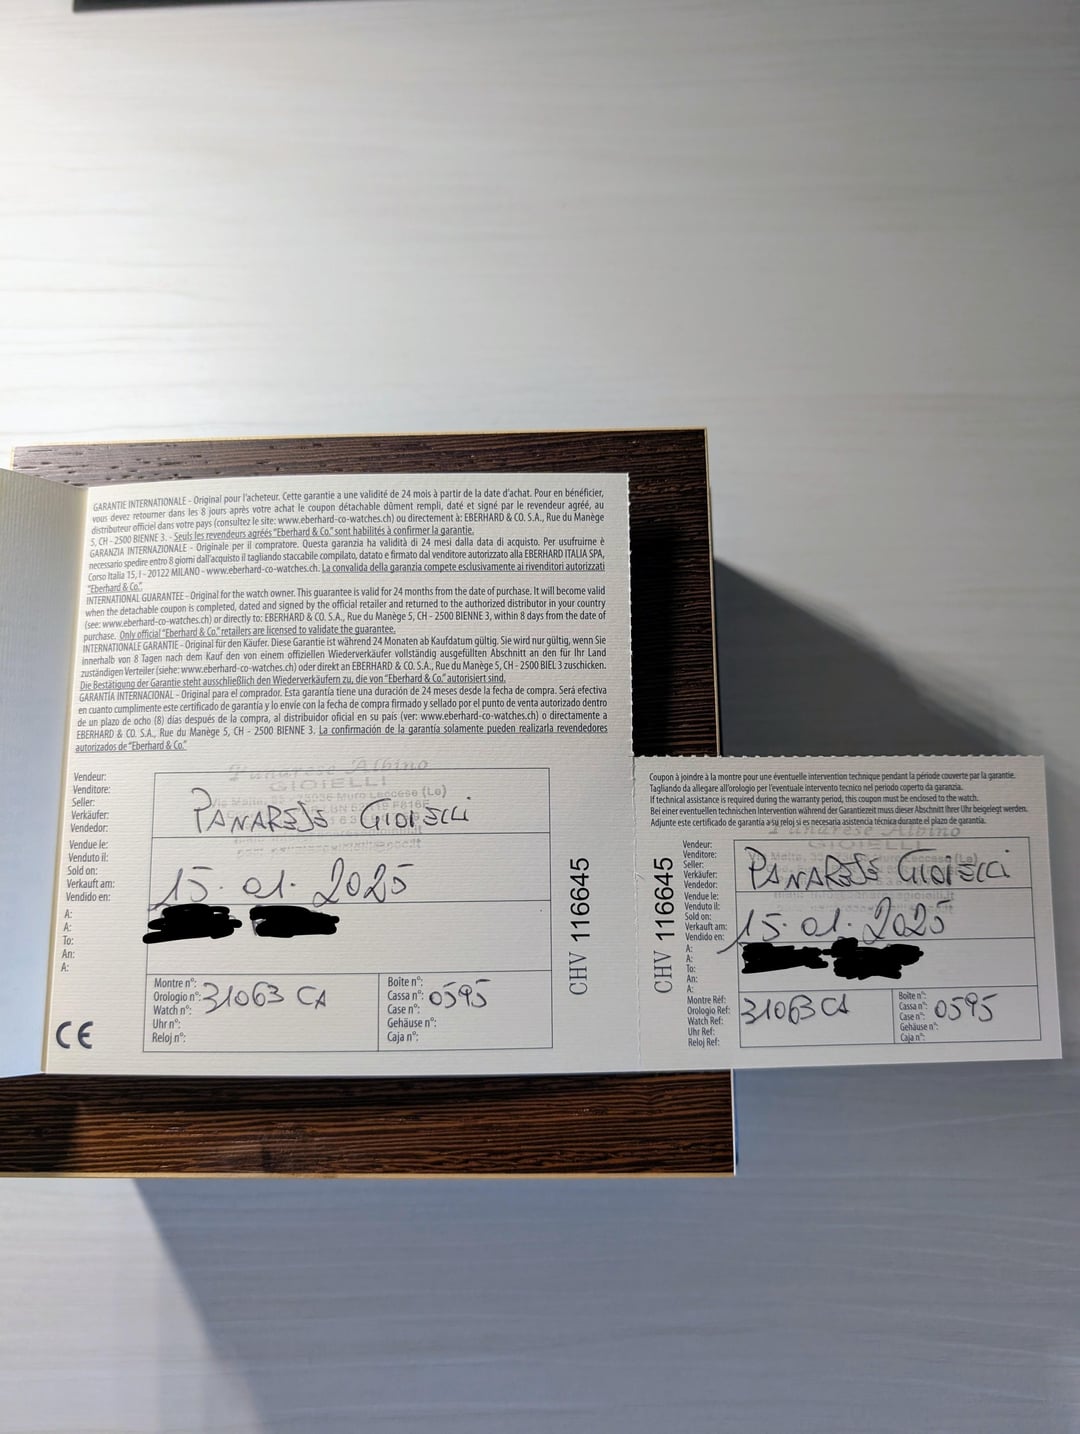 GARANTIE INTERNATIONALE - Original pour l'acheteur. Cette garantie a une validité de 24 mois à partir de la date d'achat. Pour en bénéficier,
vous devez retourner dans les 8 jours après votre achat le coupon détachable dûment rempli, daté et signé par le revendeur agréé, au
distributeur officiel dans votre pays (consultez le site: www.eberhard-co-watches.ch) ou directement à: EBERHARD & CO. S.A., Rue du Manège
5, CH - 2500 BIENNE 3. - Seuls les revendeurs agréés "Eberhard & Co." sont habilités à confirmer la garantie.
GARANZIA INTERNAZIONALE - Originale per il compratore. Questa garanzia ha validità di 24 mesi dalla data di acquisto. Per usufruirne è
necessario spedire entro 8 giorni dall'acquisto il tagliando staccabile compilato, datato e firmato dal venditore autorizzato alla EBERHARD ITALIA SPA,
Corso Italia 15, I - 20122 MILANO - www.eberhard-co-watches.ch. La convalida della garanzia compete esclusivamente ai rivenditori autorizzati
"Eberhard & Co."
INTERNATIONAL GUARANTEE - Original for the watch owner. This guarantee is valid for 24 months from the date of purchase. It will become valid
when the detachable coupon is completed, dated and signed by the official retailer and returned to the authorized distributor in your country
(see: www.eberhard-co-watches.ch) or directly to: EBERHARD & CO. S.A., Rue du Manège 5, CH - 2500 BIENNE 3, within 8 days from the date of
purchase. Only official "Eberhard & Co." retailers are licensed to validate the guarantee.
INTERNATIONALE GARANTIE - Original für den Käufer. Diese Garantie ist während 24 Monaten ab Kaufdatum gültig. Sie wird nur gültig, wenn Sie
innerhalb von 8 Tagen nach dem Kauf den von einem offiziellen Wiederverkäufern vollständig ausgefüllten Abschnitt an den für Ihr Land
zuständigen Verteiler (siehe: www.eberhard-co-watches.ch) oder direkt an EBERHARD & CO. S.A., Rue du Manège 5, CH - 2500 BIEL 3 zuschicken.
Die Bestätigung der Garantie steht ausschließlich den Wiederverkäufern zu, die von "Eberhard & Co." autorisiert sind.
GARANTÍA INTERNACIONAL - Original para el comprador. Esta garantía tiene una duración de 24 meses desde la fecha de compra. Será efectiva
en cuanto cumplimente este certificado de garantía y lo envíe con la fecha de compra firmado y sellado por el punto de venta autorizado dentro
de un plazo de ocho (8) días después de la compra, al distribuidor oficial en su país (ver: www.eberhard-co-watches.ch) o directamente a
EBERHARD & CO. S.A., Rue du Manège 5, CH - 2500 BIENNE 3. La confirmación de la garantía solamente pueden realizarla revendedores
autorizados de "Eberhard & Co."
Vendeur:
Venditore:
Seller:
Verkäufer:
Vendedor:
Panarese Albino
GIOIELLI
PANARESE GIOIELLI
Vendue le:
Venduto il:
Sold on:
Verkauft am:
Vendido en:
15.01.2025
A:
A:
To:
An:
A:
Montre n°:
Orologio n°:
Watch n°:
Uhr n°:
Reloj n°:
31063 CA
Boite n°:
Cassa n°:
Case n°:
Gehäuse n°:
Caja n°:
0595
CE
CHV 116645
CHV 116645
Coupon à joindre à la montre pour une éventuelle intervention technique pendant la période couverte par la garantie.
Tagliando da allegare all'orologio per l'eventuale intervento tecnico nel periodo coperto da garanzia.
If technical assistance is required during the warranty period, this coupon must be enclosed to the watch.
Bei einer eventuellen technischen Intervention während der Garantiezeit muss dieser Abschnitt Ihrer Uhr beigelegt werden.
Adjunte este certificado de garantía a su reloj si es necesaria asistencia técnica durante el plazo de garantía.
Panarese Albino
GIOIELLI
Vendeur:
Venditore:
Seller:
Verkäufer:
Vendedor:
PANARESE GIOIELLI
Vendue le:
Venduto il:
Sold on:
Verkauft am:
Vendido en:
15.01.2025
A:
A:
To:
An:
A:
Montre Réf:
Orologio Ref:
Watch Ref:
Uhr Ref:
Reloj Ref:
31063 CA
Boite n°:
Cassa n°:
Case n°:
Gehäuse n°:
Caja n°:
0595